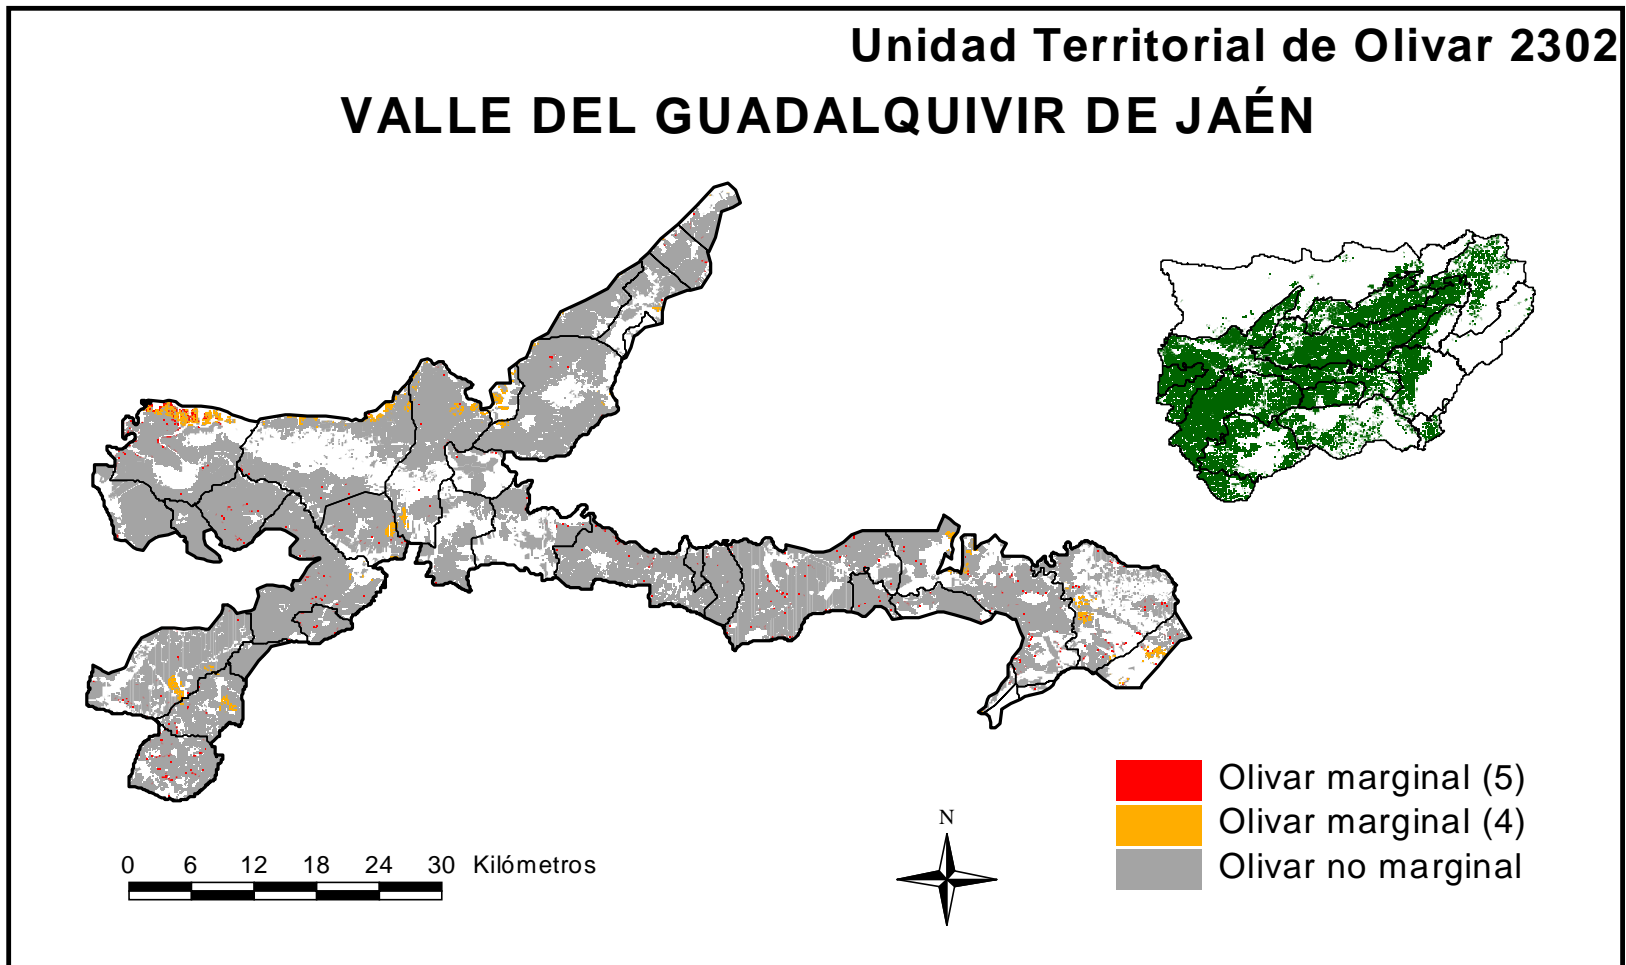 Unidad Territorial de Olivar 2302
VALLE DEL GUADALQUIVIR DE JAÉN
Olivar marginal (5)
Olivar marginal (4)
Olivar no marginal
N
0 6 12 18 24 30 Kilómetros